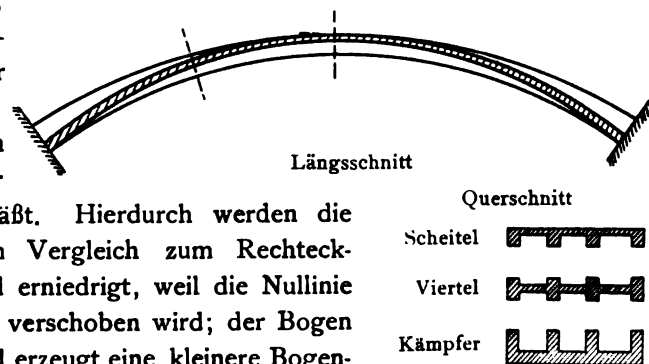 Längsschnitt
Querschnitt
Scheitel
Viertel
Kämpfer
äßt. Hierdurch werden die
Vergleich zum Rechteck-
erniedrigt, weil die Nullinie
verschoben wird; der Bogen
erzeugt eine kleinere Bogen-